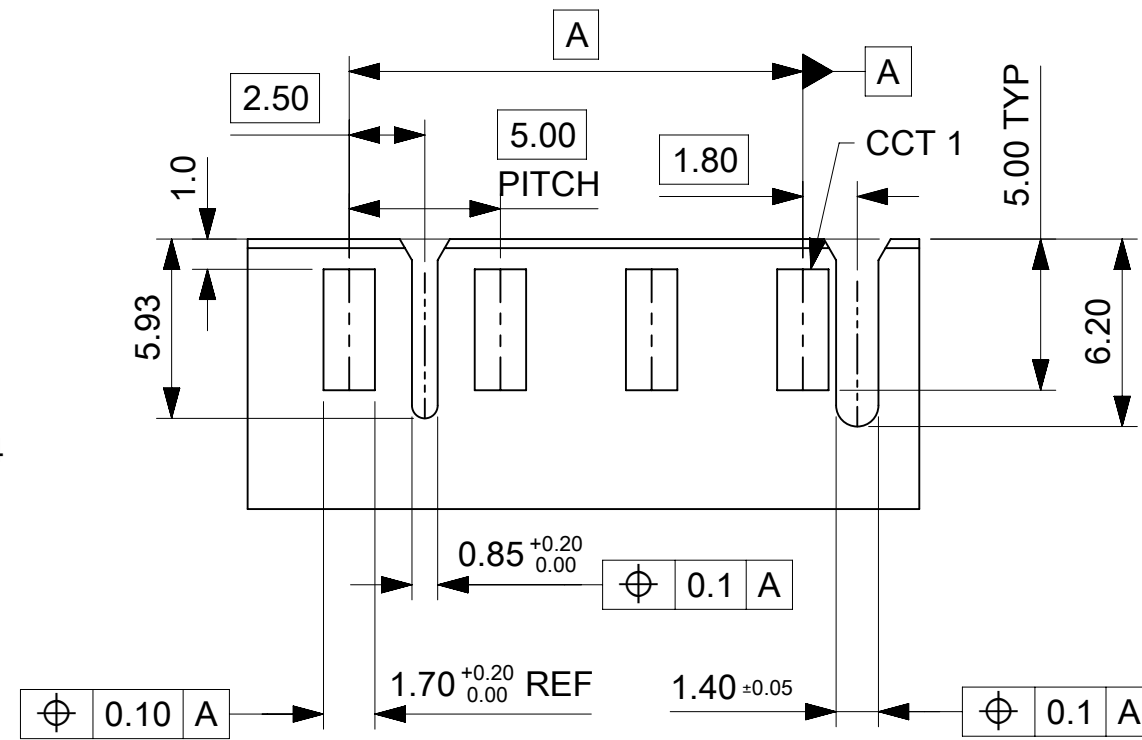 A
A
2.50
5.00
PITCH
1.80
CCT 1
5.00 TYP
1.0
5.93
6.20
0.85 +0.20 0.00
0.1 A
1.70 +0.20 0.00 REF
1.40 ±0.05
0.10 A
0.1 A